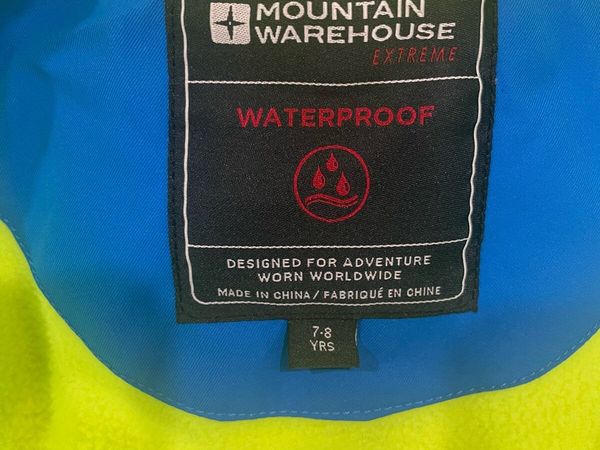 MOUNTAIN
WAREHOUSE
EXTREME
WATERPROOF
DESIGNED FOR ADVENTURE
WORN WORLDWIDE
MADE IN CHINA / FABRIQUÉ EN CHINE
7-8
YRS